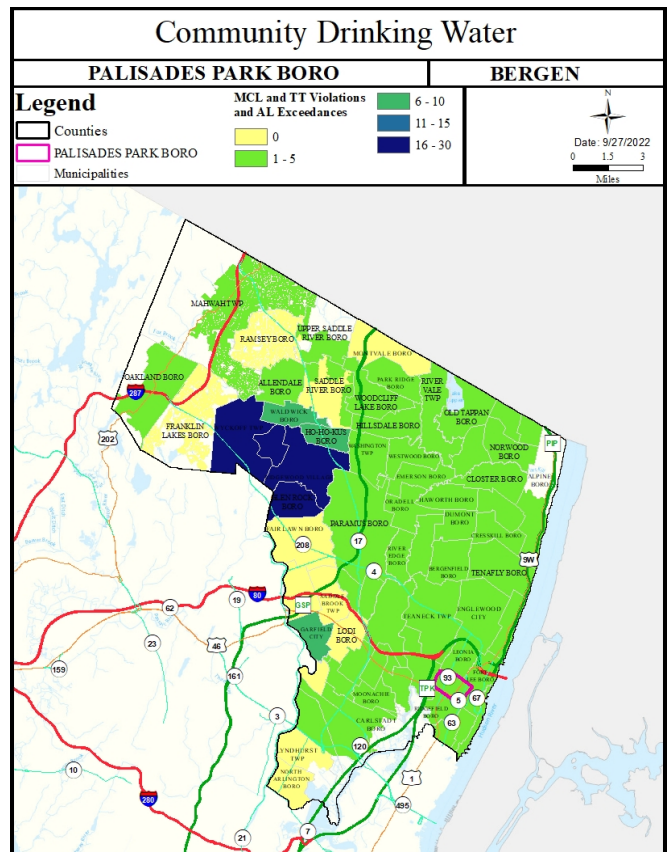 Community Drinking Water
PALISADES PARK BORO
BERGEN
Legend
Counties
PALISADES PARK BORO
Municipalities
MCL and TT Violations
and AL Exceedances
0
1 - 5
6 - 10
11 - 15
16 - 30
N
Date: 9/27/2022
0 1.5 3
Miles
MAHWAH TWP
RAMSEY BORO
UPPER SADDLE
RIVER BORO
MONTVALE BORO
OAKLAND BORO
287
ALLENDALE
BORO
SADDLE
RIVER BORO
PARK RIDGE
BORO
RIVER
VALE
TWP
WOODCLIFF
LAKE BORO
OLD TAPPAN
BORO
202
FRANKLIN
LAKES BORO
WALDWICK
BORO
HO-HO-KUS
BORO
HILLSDALE BORO
WASHINGTON
TWP
WESTWOOD BORO
NORWOOD
BORO
PIP
EMERSON BORO
CLOSTER BORO
ALPINE
BORO
GLEN ROCK
BORO
ORADELL
BORO
HAWORTH BORO
DUMONT
BORO
FAIR LAWN BORO
PARAMUS BORO
CRESSKILL BORO
208
17
4
RIVER
EDGE
BORO
BERGENFIELD
BORO
TENAFLY BORO
9W
80
19
62
GSP
BROOK
TWP
TEANECK TWP
ENGLEWOOD
CITY
GARFIELD
CITY
LODI
BORO
46
23
LEONIA
BORO
159
161
93
FORT
LEE BORO
TPK
5
67
MOONACHIE
BORO
3
CARLSTADT
BORO
63
120
LYNDHURST
TWP
NORTH
ARLINGTON
BORO
10
1
280
495
21
7